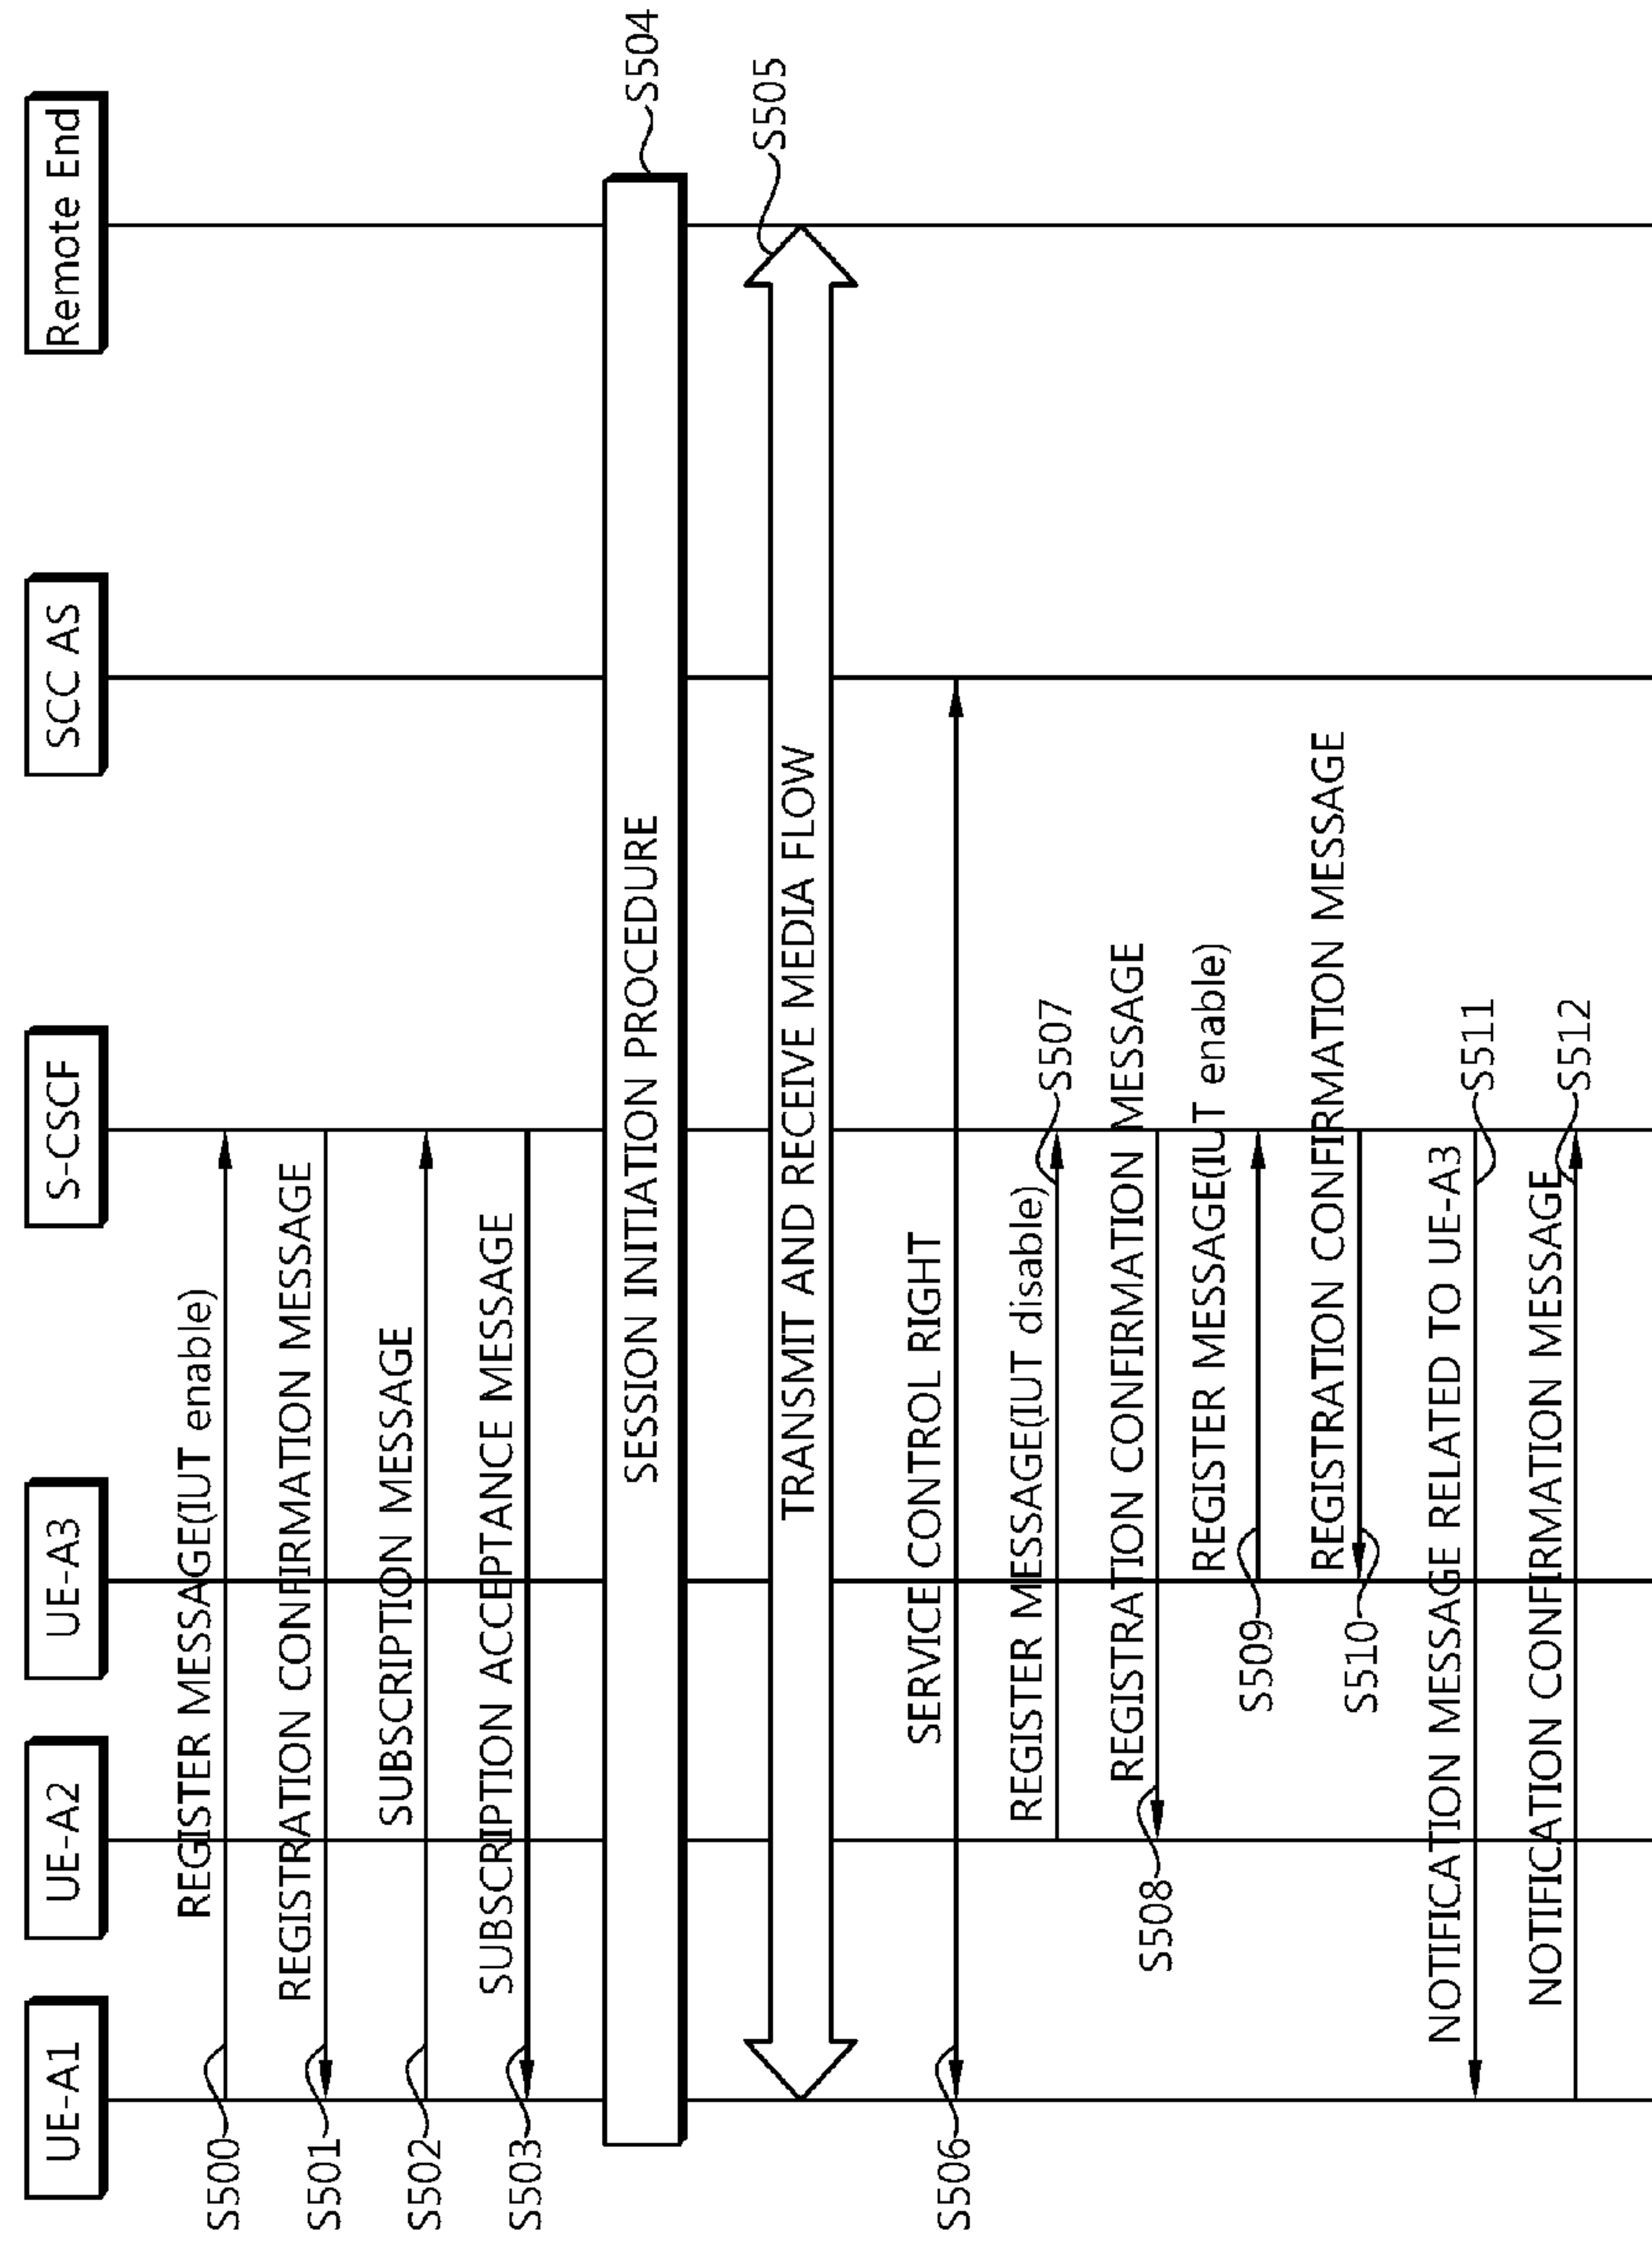 UE-A1
UE-A2
UE-A3
S-CSCF
SCC AS
Remote End
REGISTER MESSAGE(IUT enable)
S500
REGISTRATION CONFIRMATION MESSAGE
S501
SUBSCRIPTION MESSAGE
S502
SUBSCRIPTION ACCEPTANCE MESSAGE
S503
SESSION INITIATION PROCEDURE
S504
TRANSMIT AND RECEIVE MEDIA FLOW
S505
SERVICE CONTROL RIGHT
S506
REGISTER MESSAGE(IUT disable)
S507
REGISTRATION CONFIRMATION MESSAGE
S508
REGISTER MESSAGE(IUT enable)
S509
REGISTRATION CONFIRMATION MESSAGE
S510
NOTIFICATION MESSAGE RELATED TO UE-A3
S511
NOTIFICATION CONFIRMATION MESSAGE
S512